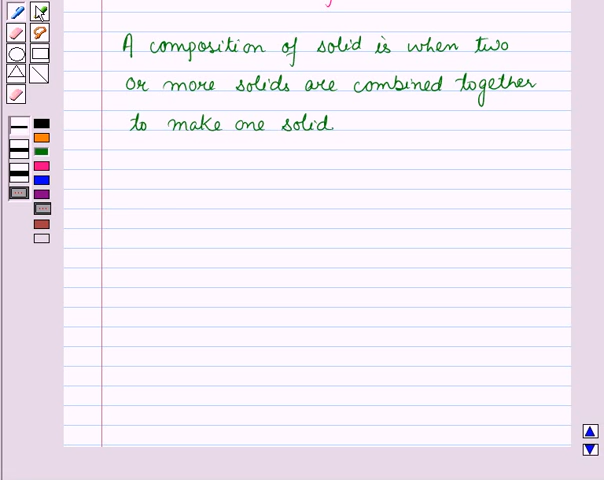 A composition of solid is when two
or more solids are combined together
to make one solid